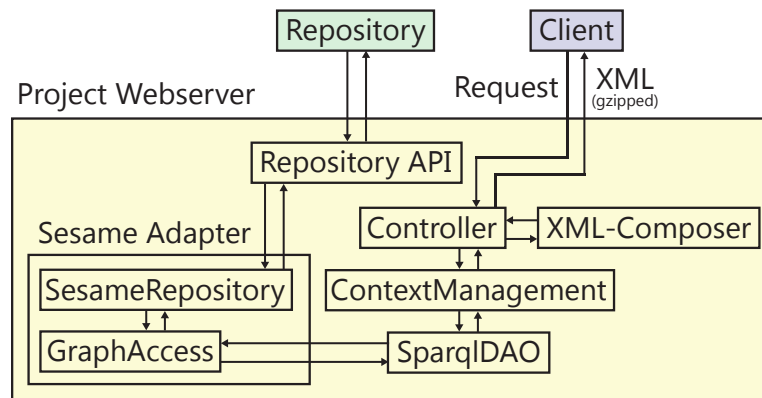 Repository
Client
Request
XML
(gzipped)
Project Webserver
Repository API
Controller
XML-Composer
Sesame Adapter
SesameRepository
ContextManagement
GraphAccess
SparqlDAO